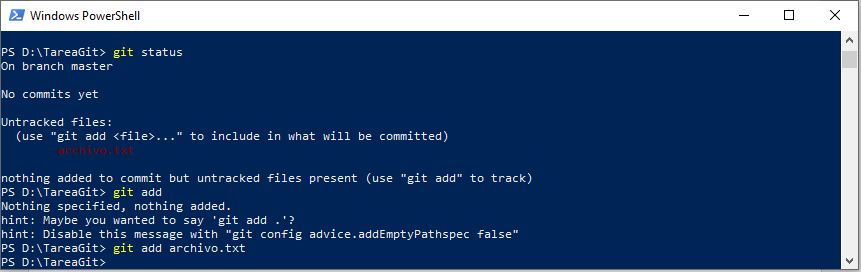 Windows PowerShell
PS D:\TareaGit> git status
On branch master
No commits yet
Untracked files:
  (use "git add <file>..." to include in what will be committed)
        archivo.txt
nothing added to commit but untracked files present (use "git add" to track)
PS D:\TareaGit> git add
Nothing specified, nothing added.
hint: Maybe you wanted to say 'git add .'?
hint: Disable this message with "git config advice.addEmptyPathspec false"
PS D:\TareaGit> git add archivo.txt
PS D:\TareaGit>